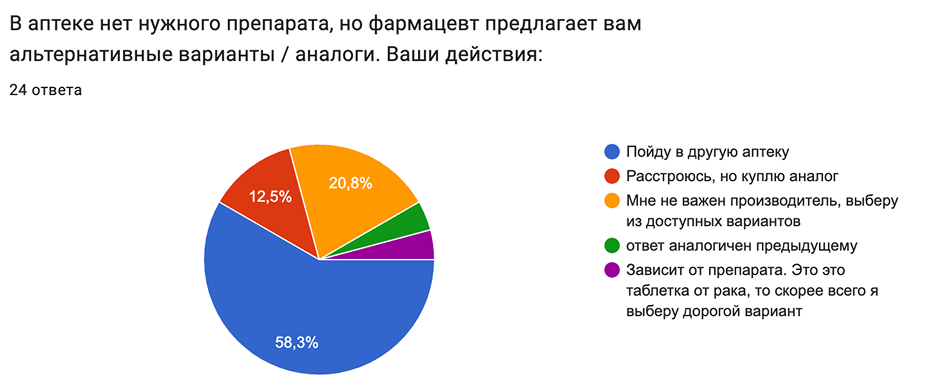 В аптеке нет нужного препарата, но фармацевт предлагает вам
альтернативные варианты / аналоги. Ваши действия:
24 ответа
20,8%
12,5%
58,3%
Пойду в другую аптеку
Расстроюсь, но куплю аналог
Мне не важен производитель, выберу
из доступных вариантов
ответ аналогичен предыдущему
Зависит от препарата. Это это
таблетка от рака, то скорее всего я
выберу дорогой вариант